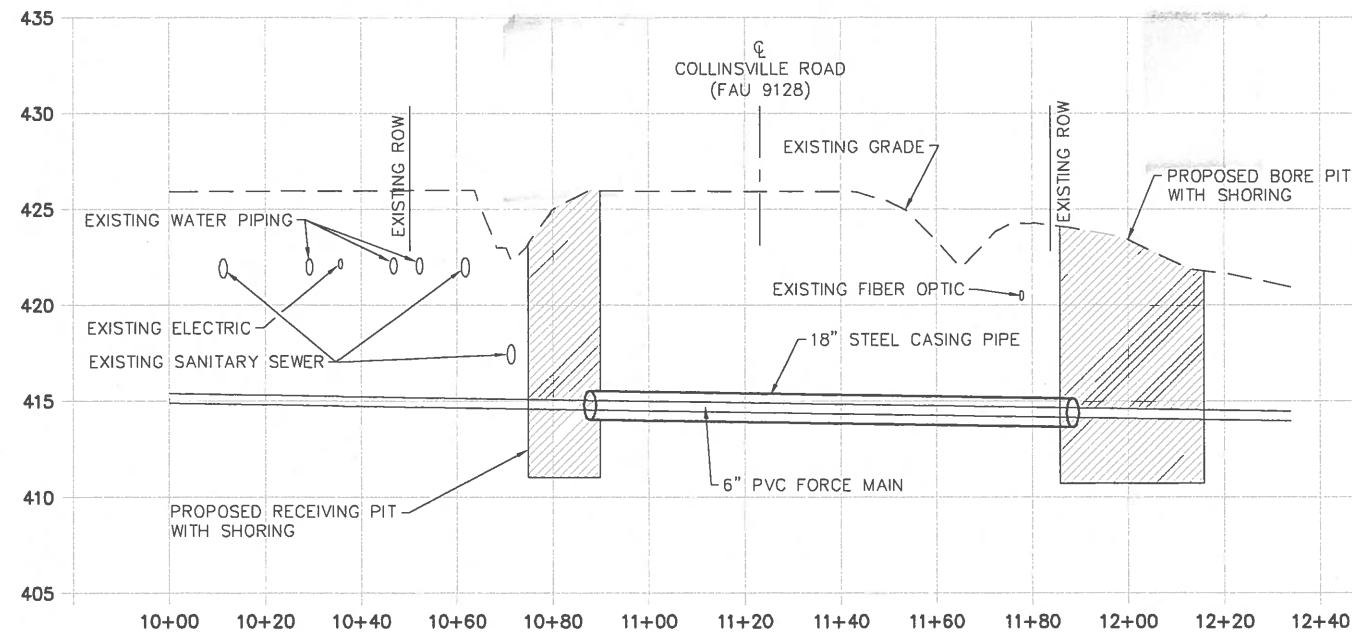 435
430
425
420
415
410
405
℄
COLLINSVILLE ROAD
(FAU 9128)
EXISTING ROW
EXISTING GRADE
EXISTING ROW
PROPOSED BORE PIT
WITH SHORING
EXISTING WATER PIPING
EXISTING ELECTRIC
EXISTING SANITARY SEWER
EXISTING FIBER OPTIC
18" STEEL CASING PIPE
6" PVC FORCE MAIN
PROPOSED RECEIVING PIT
WITH SHORING
10+00 10+20 10+40 10+60 10+80 11+00 11+20 11+40 11+60 11+80 12+00 12+20 12+40